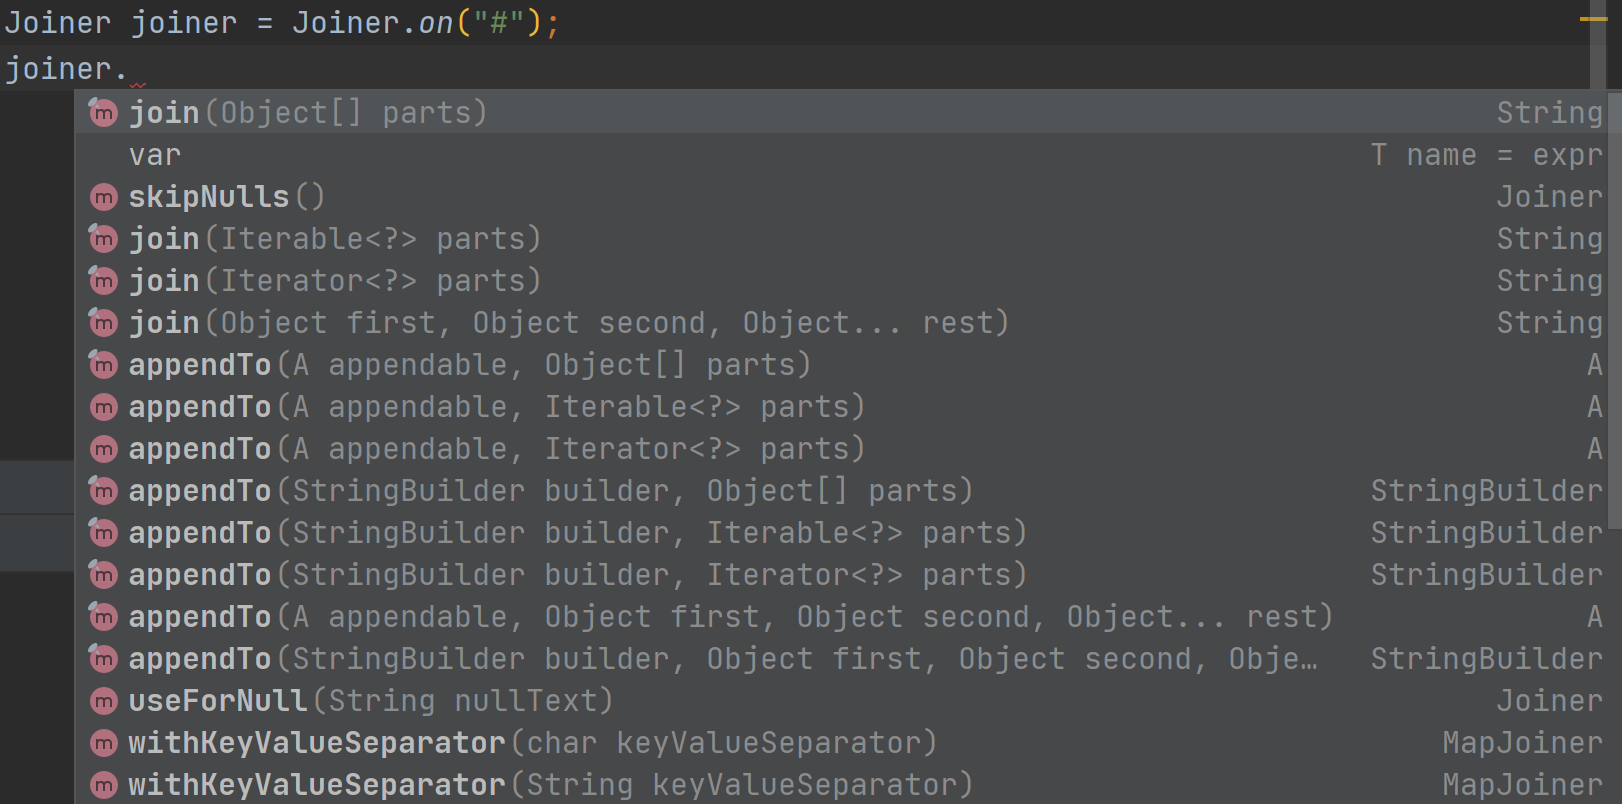 Joiner joiner = Joiner.on("#");
joiner.
m join(Object[] parts) String
var T name = expr
m skipNulls() Joiner
m join(Iterable<?> parts) String
m join(Iterator<?> parts) String
m join(Object first, Object second, Object... rest) String
m appendTo(A appendable, Object[] parts) A
m appendTo(A appendable, Iterable<?> parts) A
m appendTo(A appendable, Iterator<?> parts) A
m appendTo(StringBuilder builder, Object[] parts) StringBuilder
m appendTo(StringBuilder builder, Iterable<?> parts) StringBuilder
m appendTo(StringBuilder builder, Iterator<?> parts) StringBuilder
m appendTo(A appendable, Object first, Object second, Object... rest) A
m appendTo(StringBuilder builder, Object first, Object second, Obje… StringBuilder
m useForNull(String nullText) Joiner
m withKeyValueSeparator(char keyValueSeparator) MapJoiner
m withKeyValueSeparator(String keyValueSeparator) MapJoiner